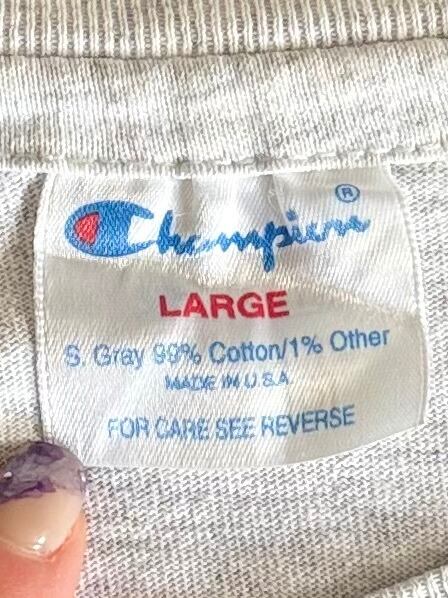 Champion®
LARGE
S. Gray 99% Cotton/1% Other
MADE IN U.S.A.
FOR CARE SEE REVERSE